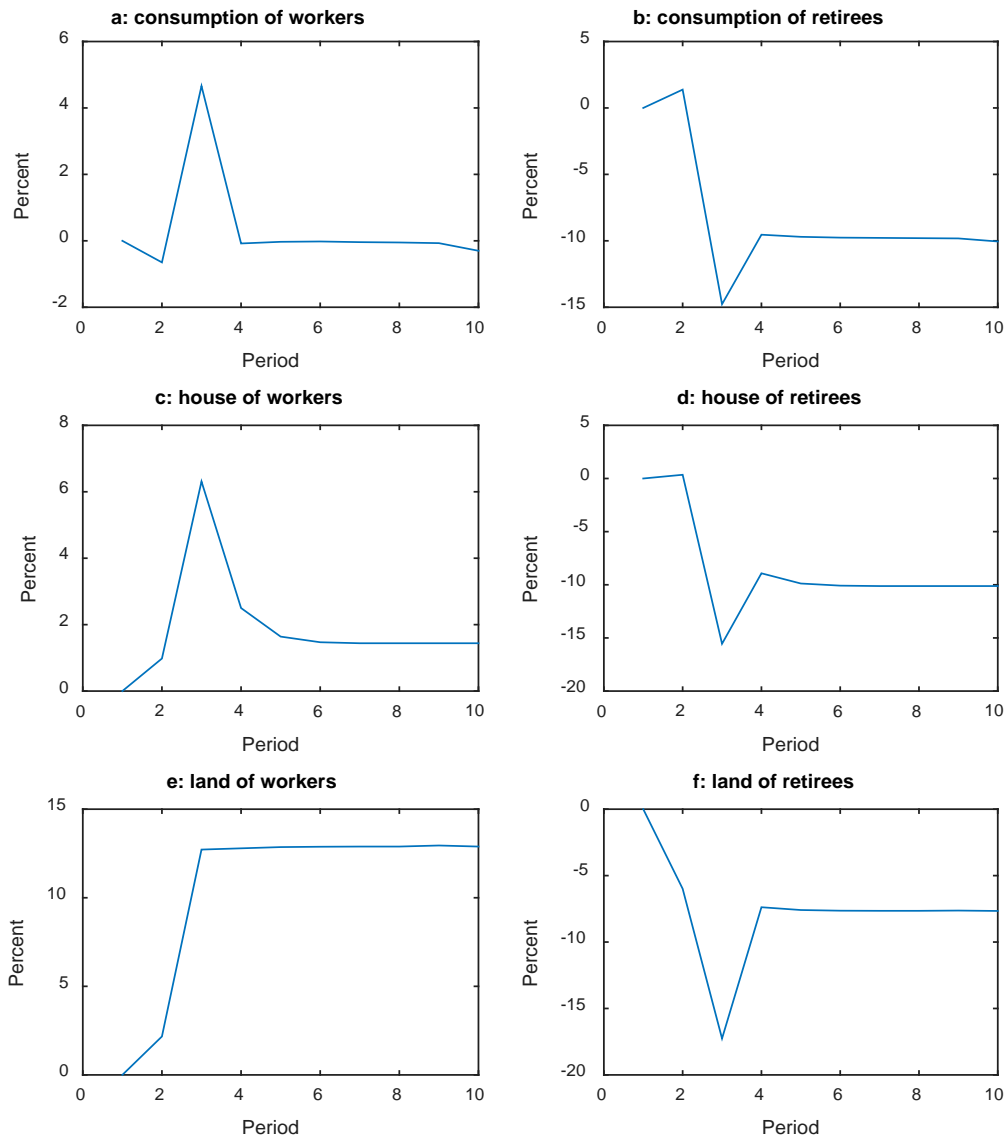 a: consumption of workers
6
4
2
0
-2
Percent
0 2 4 6 8 10
Period
b: consumption of retirees
5
0
-5
-10
-15
Percent
0 2 4 6 8 10
Period
c: house of workers
8
6
4
2
0
Percent
0 2 4 6 8 10
Period
d: house of retirees
5
0
-5
-10
-15
-20
Percent
0 2 4 6 8 10
Period
e: land of workers
15
10
5
0
Percent
0 2 4 6 8 10
Period
f: land of retirees
0
-5
-10
-15
-20
Percent
0 2 4 6 8 10
Period